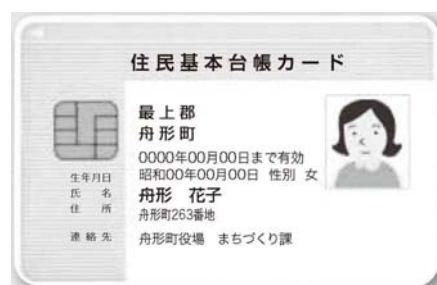 住民基本台帳カード
最上郡
舟形町
0000年00月00日まで有効
生年月日 昭和00年00月00日 性別 女
氏 名 舟形 花子
住 所 舟形町263番地
連絡先 舟形町役場 まちづくり課